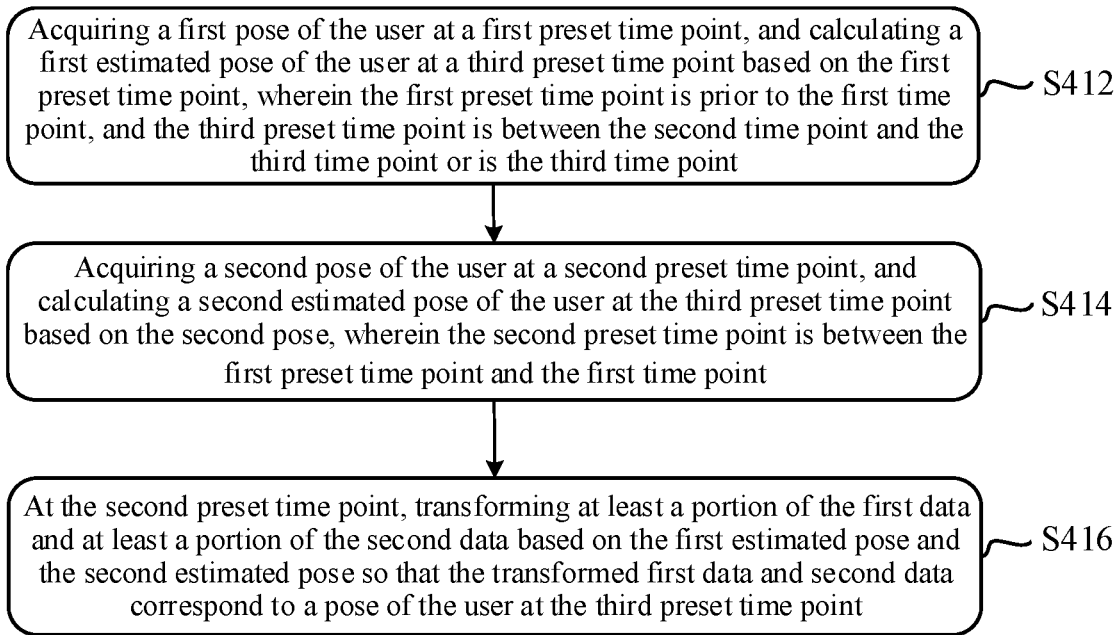 Acquiring a first pose of the user at a first preset time point, and calculating a
first estimated pose of the user at a third preset time point based on the first
preset time point, wherein the first preset time point is prior to the first time
point, and the third preset time point is between the second time point and the
third time point or is the third time point
S412
Acquiring a second pose of the user at a second preset time point, and
calculating a second estimated pose of the user at the third preset time point
based on the second pose, wherein the second preset time point is between the
first preset time point and the first time point
S414
At the second preset time point, transforming at least a portion of the first data
and at least a portion of the second data based on the first estimated pose and
the second estimated pose so that the transformed first data and second data
correspond to a pose of the user at the third preset time point
S416